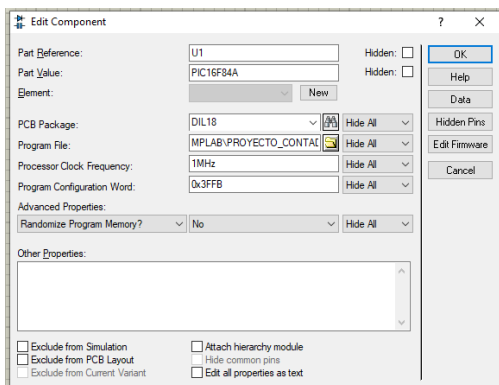 Edit Component ? ×
Part Reference: U1 Hidden: OK
Part Value: PIC16F84A Hidden: Help
Element: New Data
PCB Package: DIL18 Hide All Hidden Pins
Program File: MPLAB\PROYECTO_CONTAD Hide All Edit Firmware
Processor Clock Frequency: 1MHz Hide All Cancel
Program Configuration Word: 0x3FFB Hide All
Advanced Properties:
Randomize Program Memory? No Hide All
Other Properties:
Exclude from Simulation Attach hierarchy module
Exclude from PCB Layout Hide common pins
Exclude from Current Variant Edit all properties as text